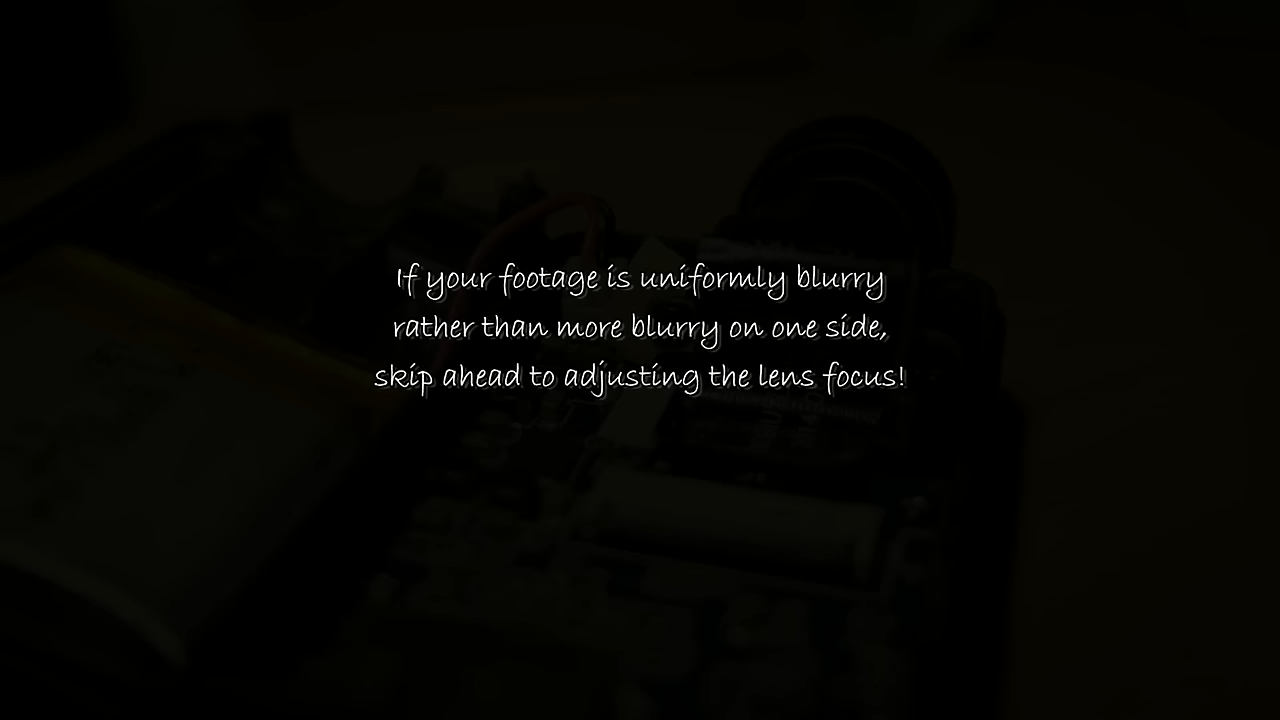 If your footage is uniformly blurry
rather than more blurry on one side,
skip ahead to adjusting the lens focus!